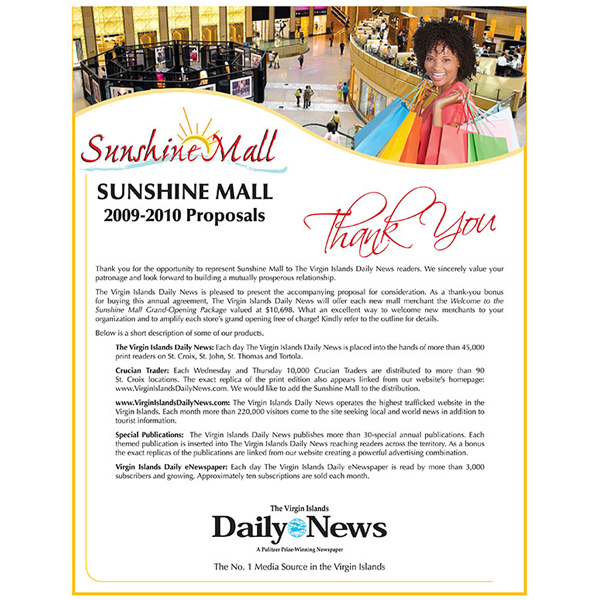 Sunshine Mall
SUNSHINE MALL
2009-2010 Proposals
Thank You
Thank you for the opportunity to represent Sunshine Mall to The Virgin Islands Daily News readers. We sincerely value your
patronage and look forward to building a mutually prosperous relationship.
The Virgin Islands Daily News is pleased to present the accompanying proposal for consideration. As a thank-you bonus
for buying this annual agreement, The Virgin Islands Daily News will offer each new mall merchant the Welcome to the
Sunshine Mall Grand-Opening Package valued at $10,698. What an excellent way to welcome new merchants to your
organization and to amplify each store's grand opening free of charge! Kindly refer to the outline for details.
Below is a short description of some of our products.
The Virgin Islands Daily News: Each day The Virgin Islands Daily News is placed into the hands of more than 45,000
print readers on St. Croix, St. John, St. Thomas and Tortola.
Crucian Trader: Each Wednesday and Thursday 10,000 Crucian Traders are distributed to more than 90
St. Croix locations. The exact replica of the print edition also appears linked from our website's homepage:
www.VirginIslandsDailyNews.com. We would like to add the Sunshine Mall to the distribution.
www.VirginIslandsDailyNews.com: The Virgin Islands Daily News operates the highest trafficked website in the
Virgin Islands. Each month more than 220,000 visitors come to the site seeking local and world news in addition to
tourist information.
Special Publications: The Virgin Islands Daily News publishes more than 30-special annual publications. Each
themed publication is inserted into The Virgin Islands Daily News reaching readers across the territory. As a bonus
the exact replicas of the publications are linked from our website creating a powerful advertising combination.
Virgin Islands Daily eNewspaper: Each day The Virgin Islands Daily eNewspaper is read by more than 3,000
subscribers and growing. Approximately ten subscriptions are sold each month.
The Virgin Islands
Daily News
A Pulitzer Prize-Winning Newspaper
The No. 1 Media Source in the Virgin Islands